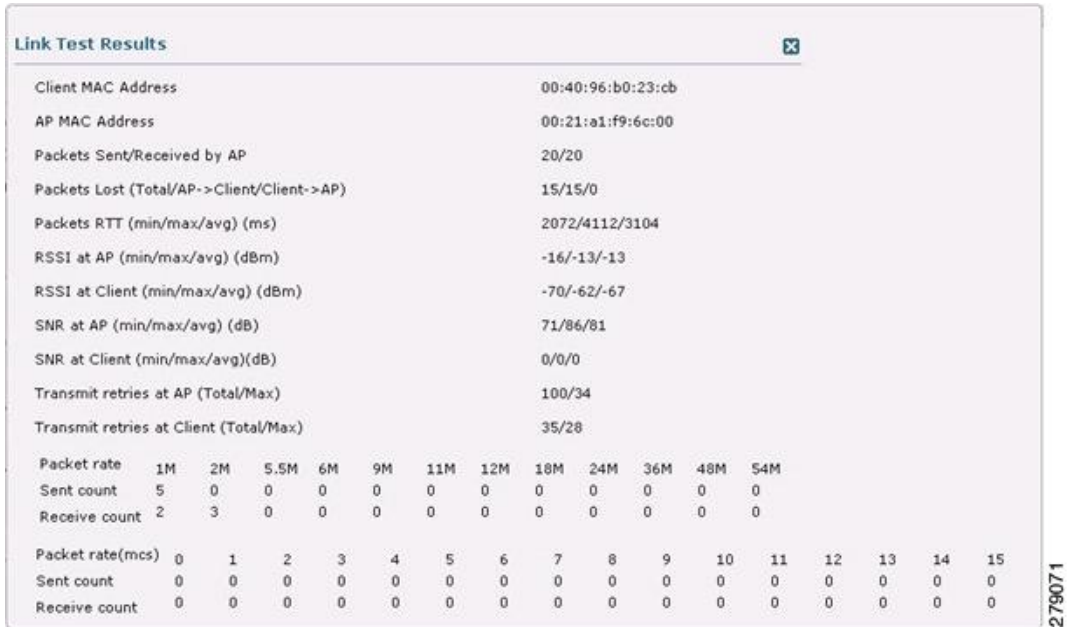 Link Test Results
Client MAC Address 00:40:96:b0:23:cb
AP MAC Address 00:21:a1:f9:6c:00
Packets Sent/Received by AP 20/20
Packets Lost (Total/AP->Client/Client->AP) 15/15/0
Packets RTT (min/max/avg) (ms) 2072/4112/3104
RSSI at AP (min/max/avg) (dBm) -16/-13/-13
RSSI at Client (min/max/avg) (dBm) -70/-62/-67
SNR at AP (min/max/avg) (dB) 71/86/81
SNR at Client (min/max/avg)(dB) 0/0/0
Transmit retries at AP (Total/Max) 100/34
Transmit retries at Client (Total/Max) 35/28
Packet rate 1M 2M 5.5M 6M 9M 11M 12M 18M 24M 36M 48M 54M
Sent count 5 0 0 0 0 0 0 0 0 0 0 0
Receive count 2 3 0 0 0 0 0 0 0 0 0 0
Packet rate(mcs) 0 1 2 3 4 5 6 7 8 9 10 11 12 13 14 15
Sent count 0 0 0 0 0 0 0 0 0 0 0 0 0 0 0 0
Receive count 0 0 0 0 0 0 0 0 0 0 0 0 0 0 0 0
279071